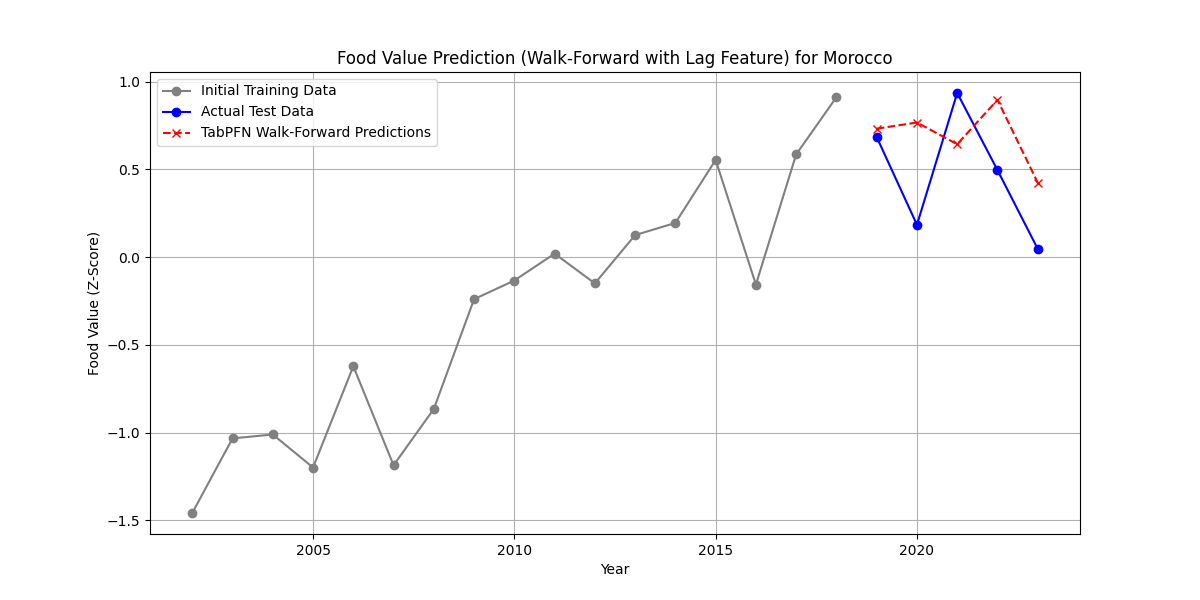 Food Value Prediction (Walk-Forward with Lag Feature) for Morocco
Initial Training Data
Actual Test Data
TabPFN Walk-Forward Predictions
Food Value (Z-Score)
1.0
0.5
0.0
−0.5
−1.0
−1.5
2005 2010 2015 2020
Year